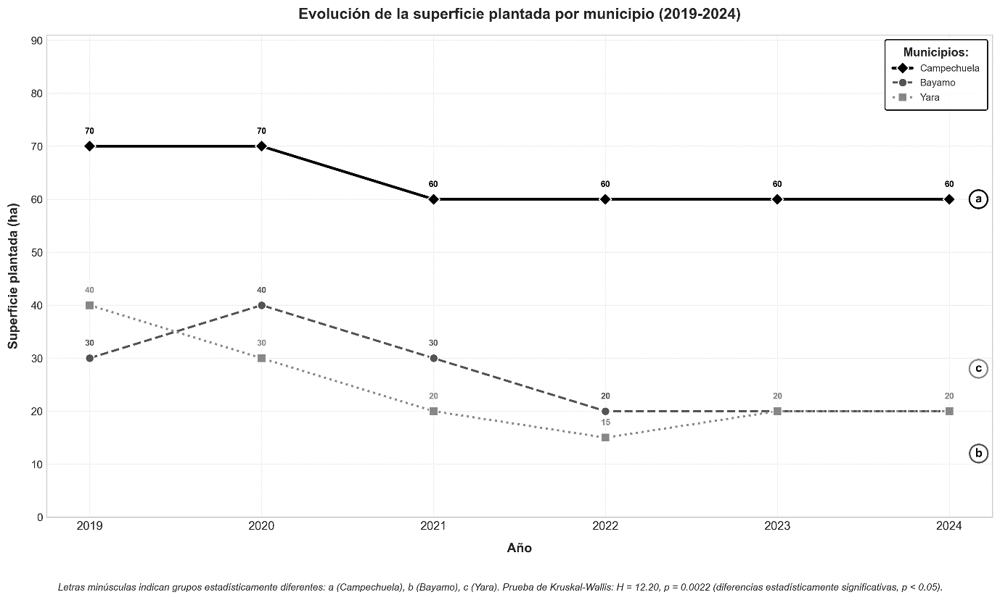 Evolución de la superficie plantada por municipio (2019-2024)
Municipios:
Campechuela
Bayamo
Yara
Superficie plantada (ha)
90
80
70
60
50
40
30
20
10
0
70
70
60
60
60
60
a
40
40
30
30
30
c
20
20
20
20
15
b
2019
2020
2021
2022
2023
2024
Año
Letras minúsculas indican grupos estadísticamente diferentes: a (Campechuela), b (Bayamo), c (Yara). Prueba de Kruskal-Wallis: H = 12.20, p = 0.0022 (diferencias estadísticamente significativas, p < 0.05).